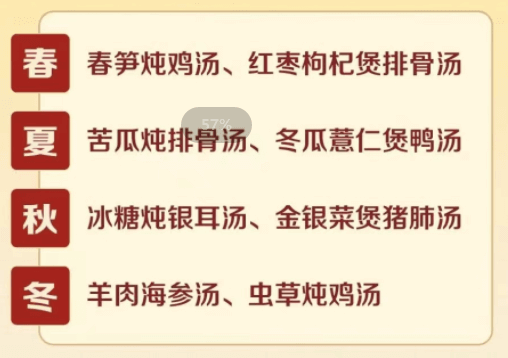 春 春笋炖鸡汤、红枣枸杞煲排骨汤
57%
夏 苦瓜炖排骨汤、冬瓜薏仁煲鸭汤
秋 冰糖炖银耳汤、金银菜煲猪肺汤
冬 羊肉海参汤、虫草炖鸡汤